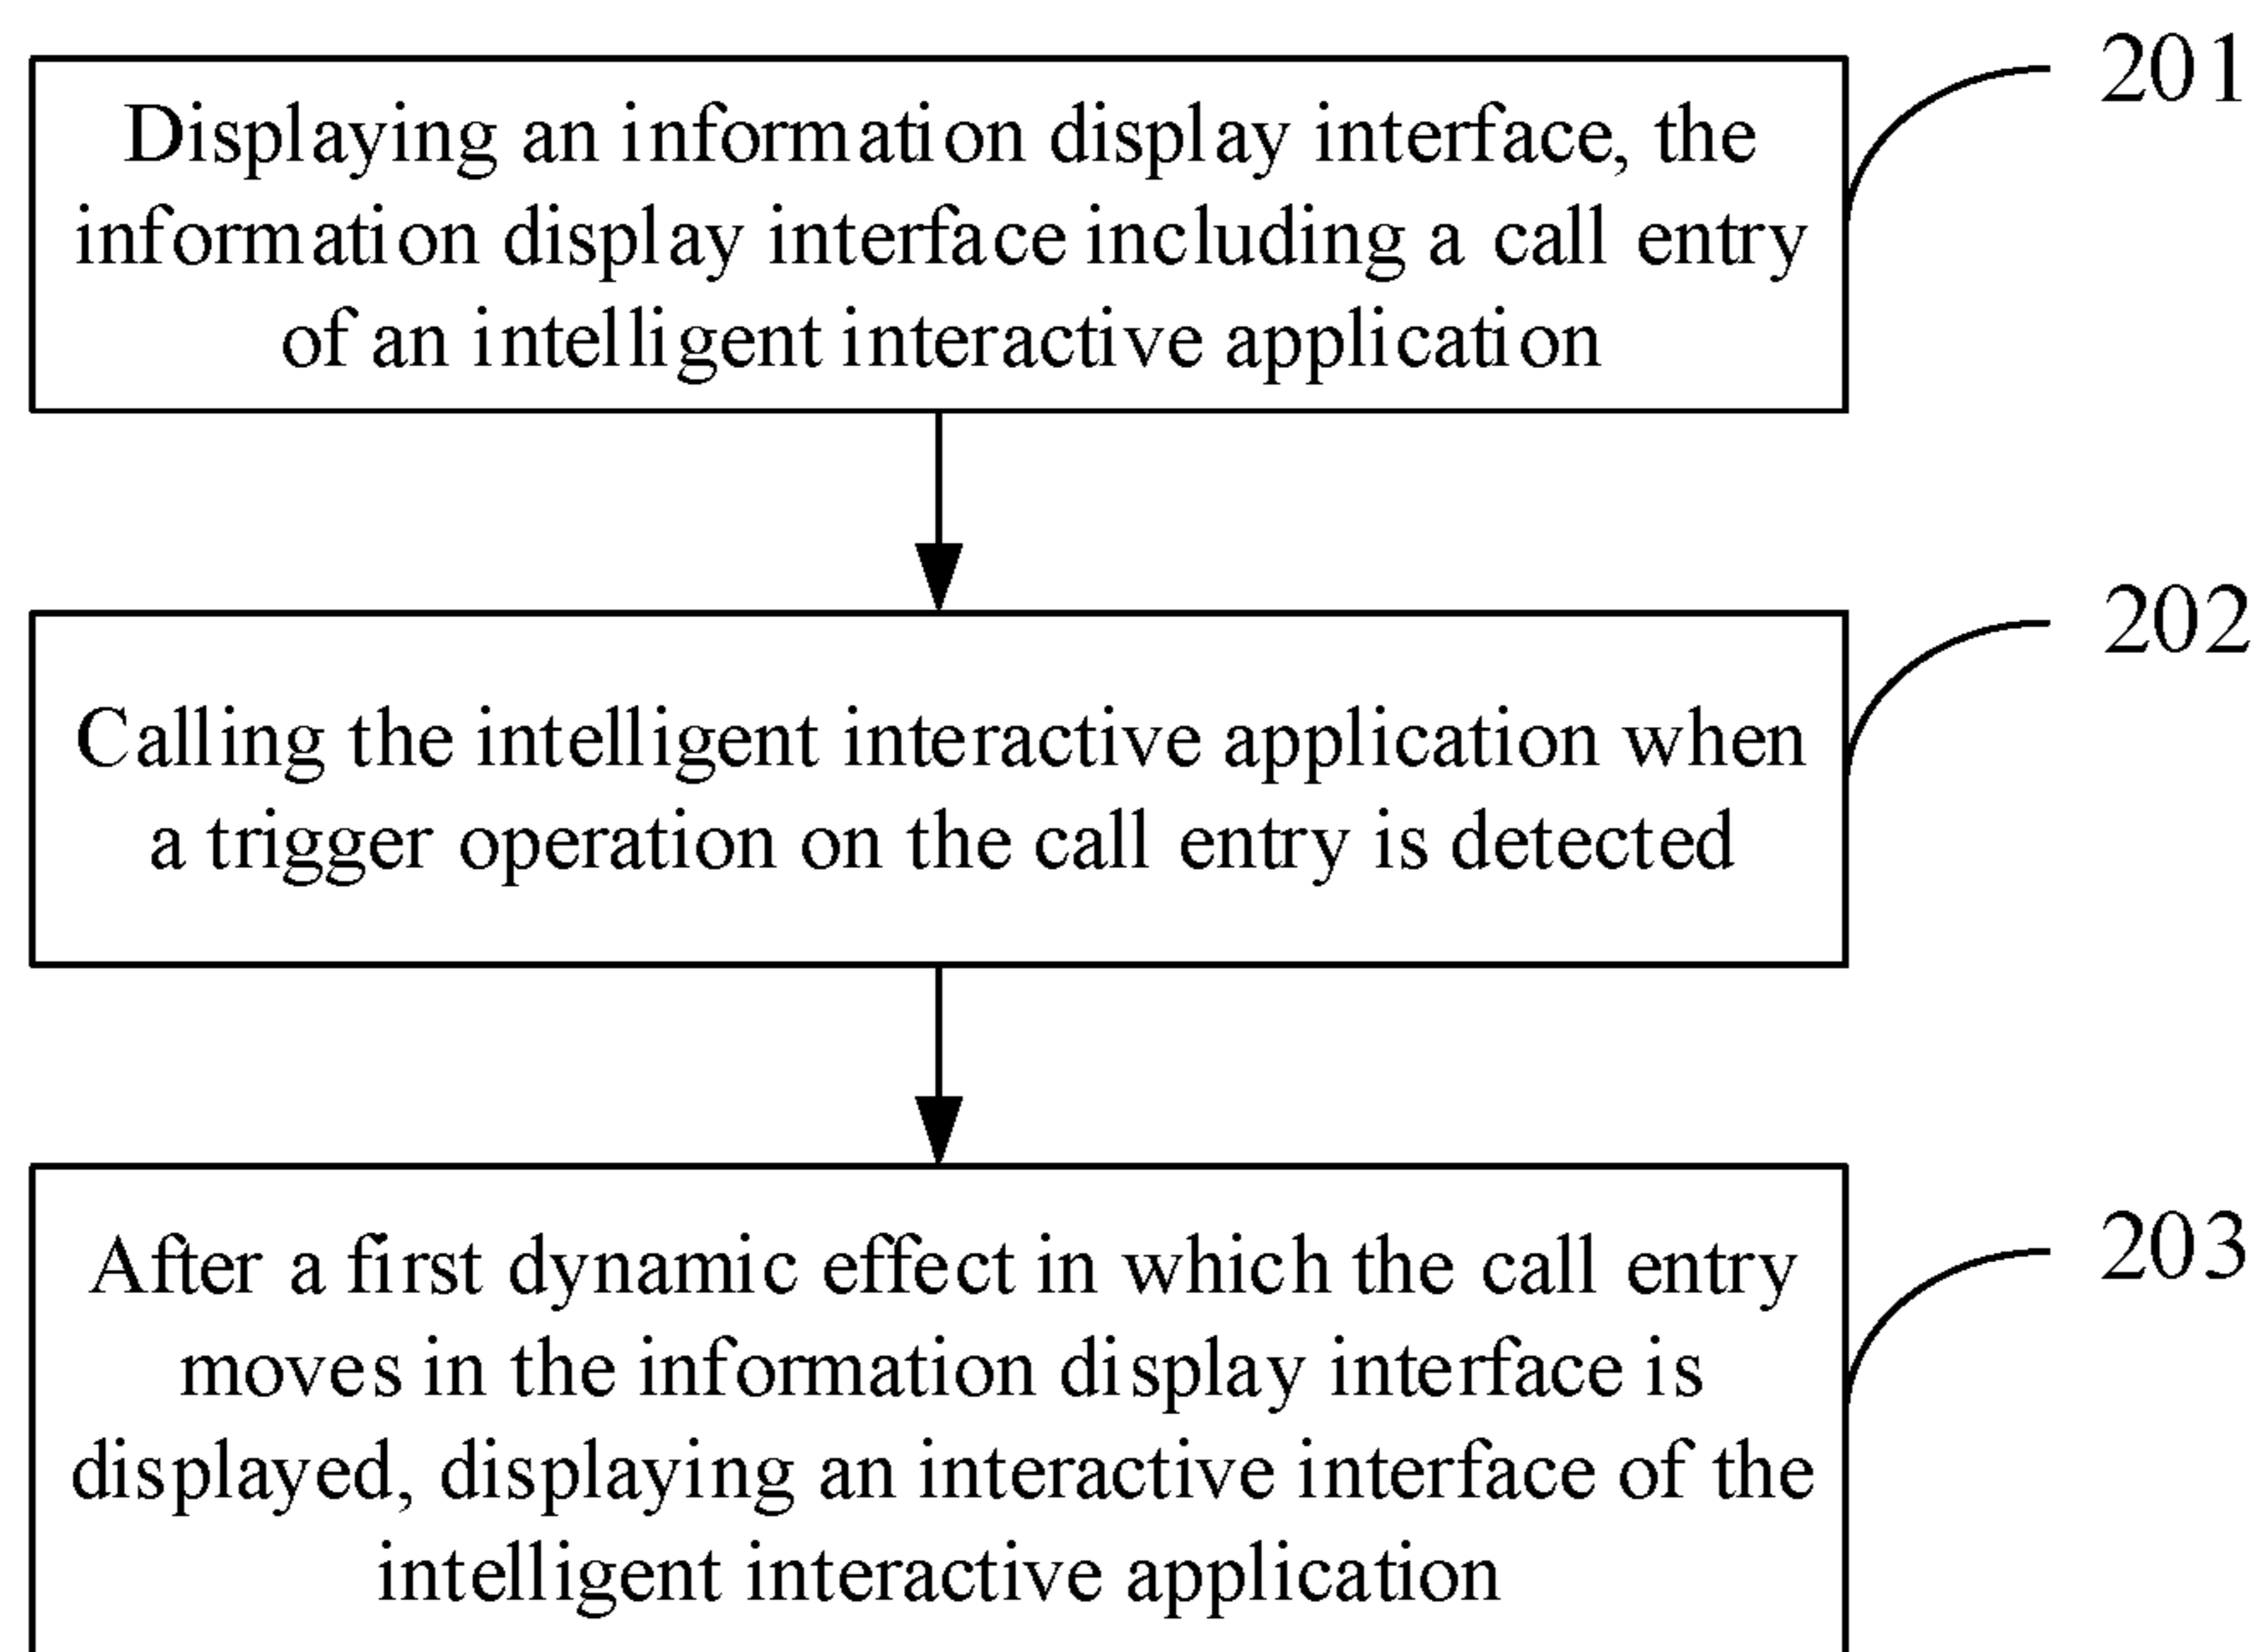 201
Displaying an information display interface, the
information display interface including a call entry
of an intelligent interactive application
202
Calling the intelligent interactive application when
a trigger operation on the call entry is detected
203
After a first dynamic effect in which the call entry
moves in the information display interface is
displayed, displaying an interactive interface of the
intelligent interactive application